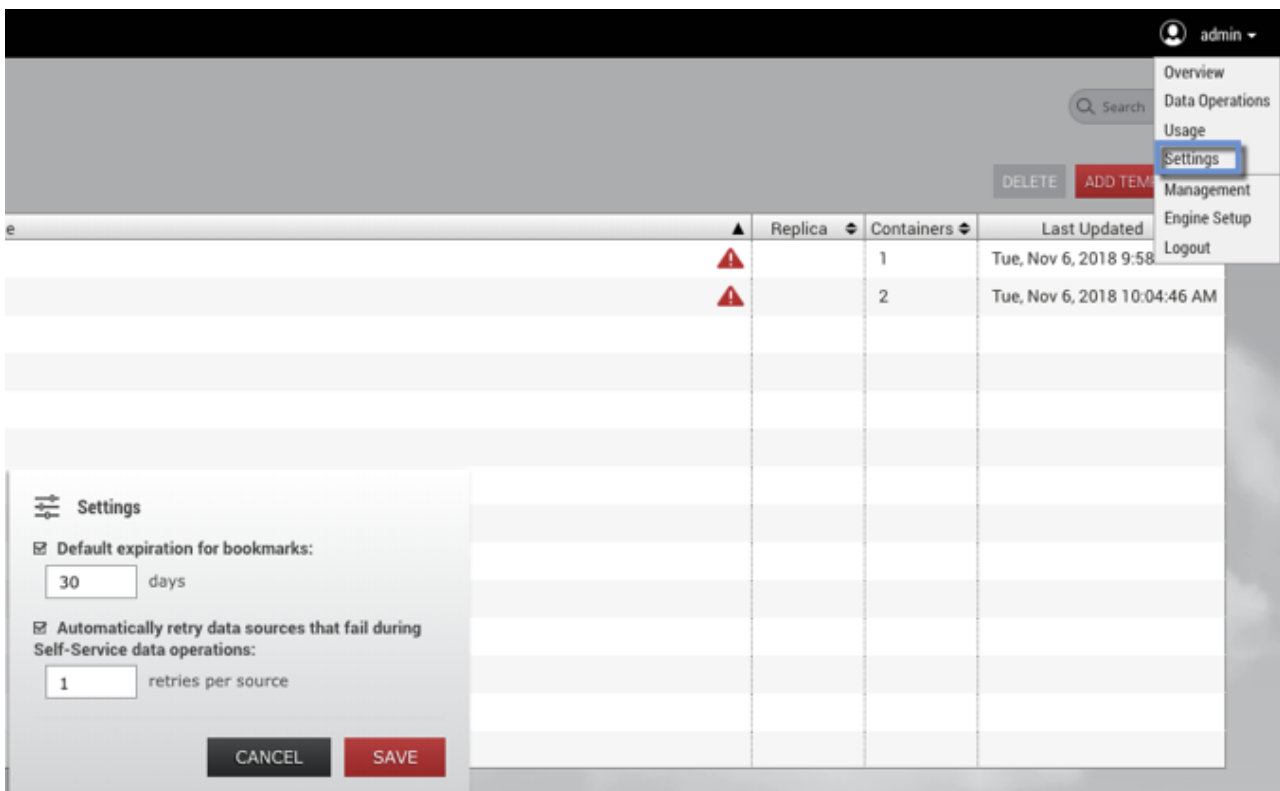 admin
Overview
Data Operations
Search
Usage
Settings
DELETE
ADD TEM
Management
Engine Setup
Logout
e Replica Containers Last Updated
1 Tue, Nov 6, 2018 9:58
2 Tue, Nov 6, 2018 10:04:46 AM
Settings
Default expiration for bookmarks:
30 days
Automatically retry data sources that fail during
Self-Service data operations:
1 retries per source
CANCEL SAVE